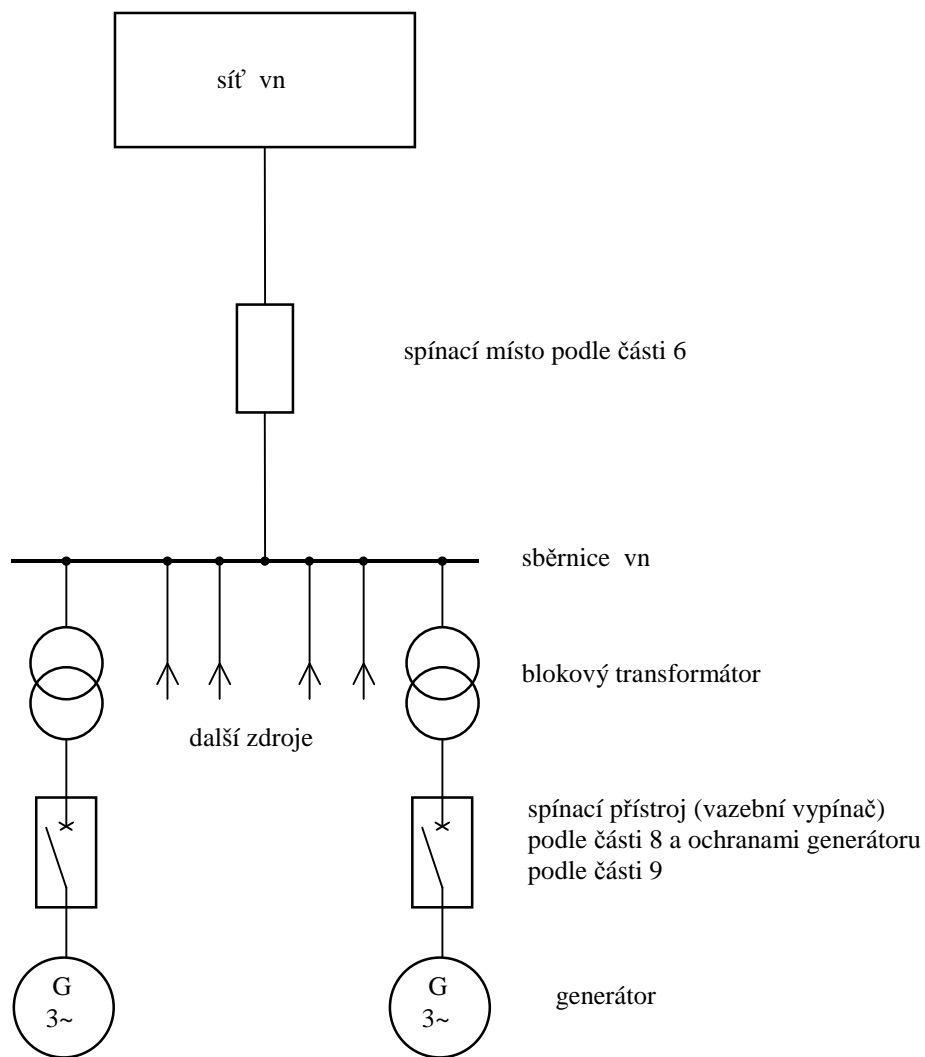 síť vn
spínací místo podle části 6
sběrnice vn
blokový transformátor
další zdroje
spínací přístroj (vazební vypínač)
podle části 8 a ochranami generátoru
podle části 9
G
3~
G
3~
generátor